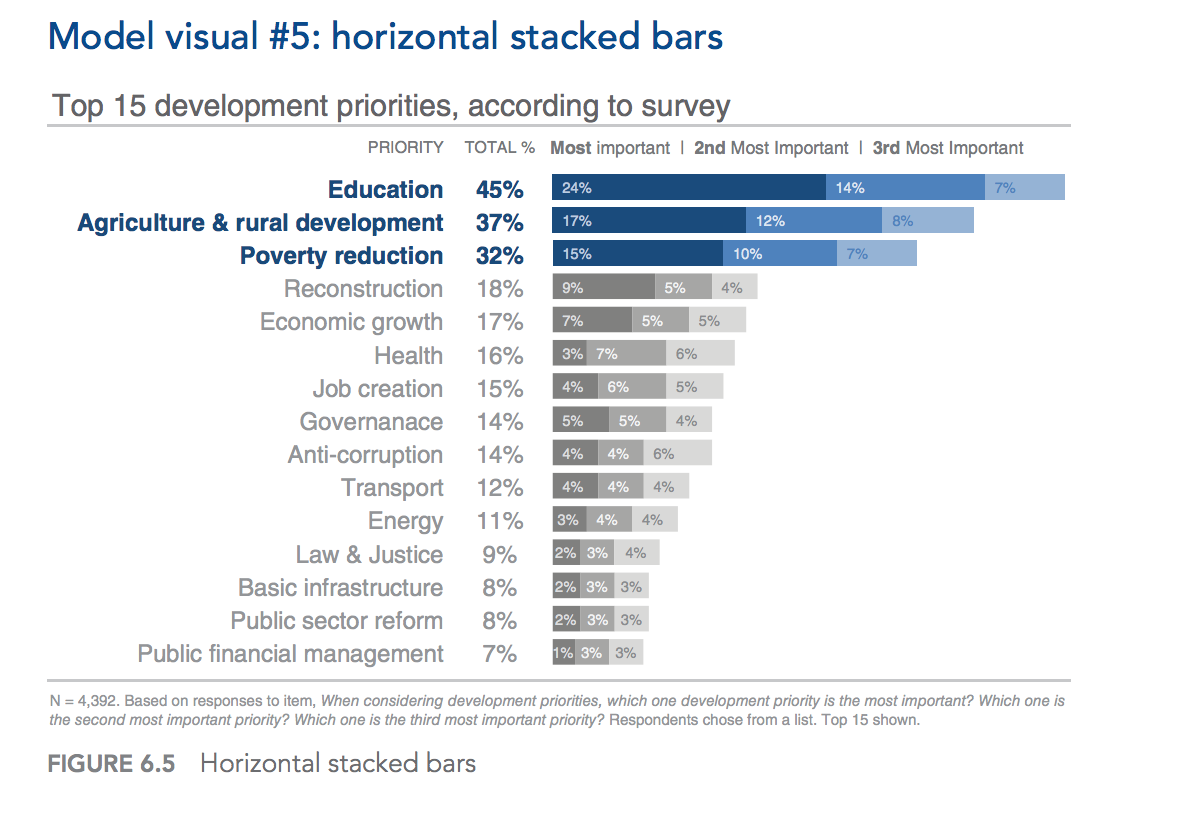 Model visual #5: horizontal stacked bars
Top 15 development priorities, according to survey
PRIORITY TOTAL % Most important | 2nd Most Important | 3rd Most Important
Education 45% 24% 14% 7%
Agriculture & rural development 37% 17% 12% 8%
Poverty reduction 32% 15% 10% 7%
Reconstruction 18% 9% 5% 4%
Economic growth 17% 7% 5% 5%
Health 16% 3% 7% 6%
Job creation 15% 4% 6% 5%
Governanace 14% 5% 5% 4%
Anti-corruption 14% 4% 4% 6%
Transport 12% 4% 4% 4%
Energy 11% 3% 4% 4%
Law & Justice 9% 2% 3% 4%
Basic infrastructure 8% 2% 3% 3%
Public sector reform 8% 2% 3% 3%
Public financial management 7% 1% 3% 3%
N = 4,392. Based on responses to item, When considering development priorities, which one development priority is the most important? Which one is
the second most important priority? Which one is the third most important priority? Respondents chose from a list. Top 15 shown.
FIGURE 6.5 Horizontal stacked bars